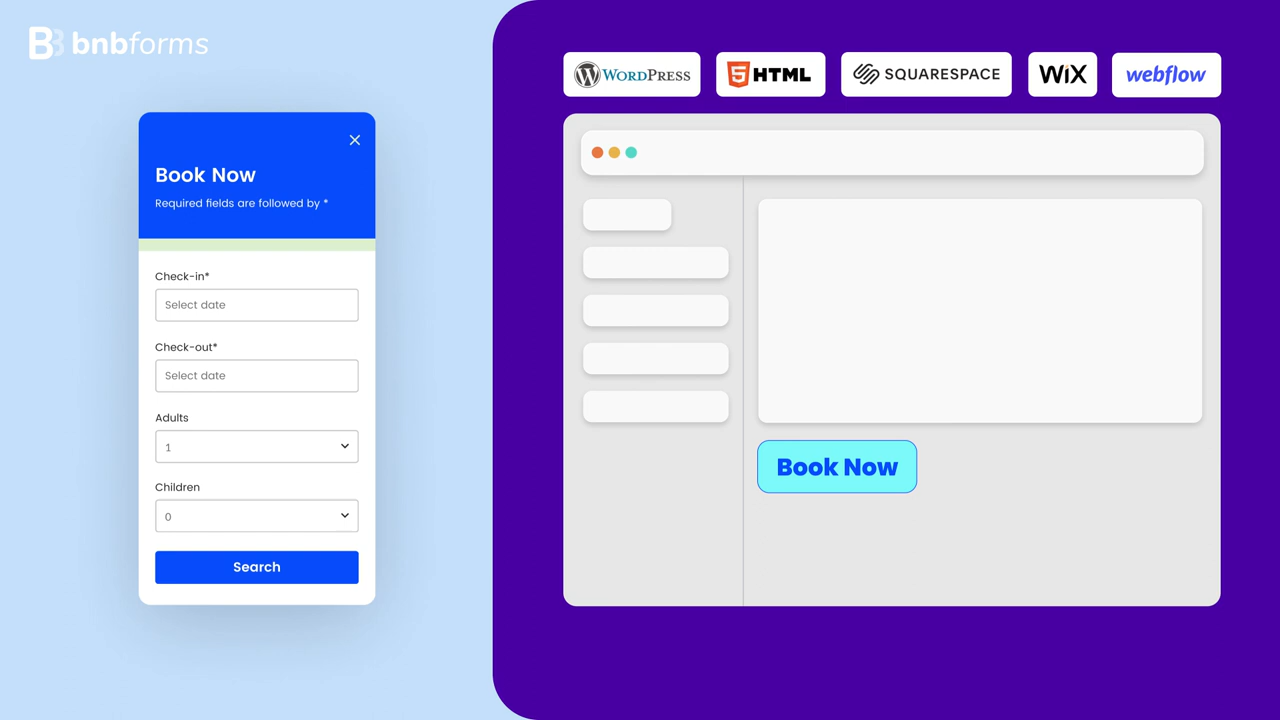 bnbforms
Book Now
Required fields are followed by *
Check-in*
Select date
Check-out*
Select date
Adults
1
Children
0
Search
WORDPRESS
HTML
SQUARESPACE
WiX
webflow
Book Now